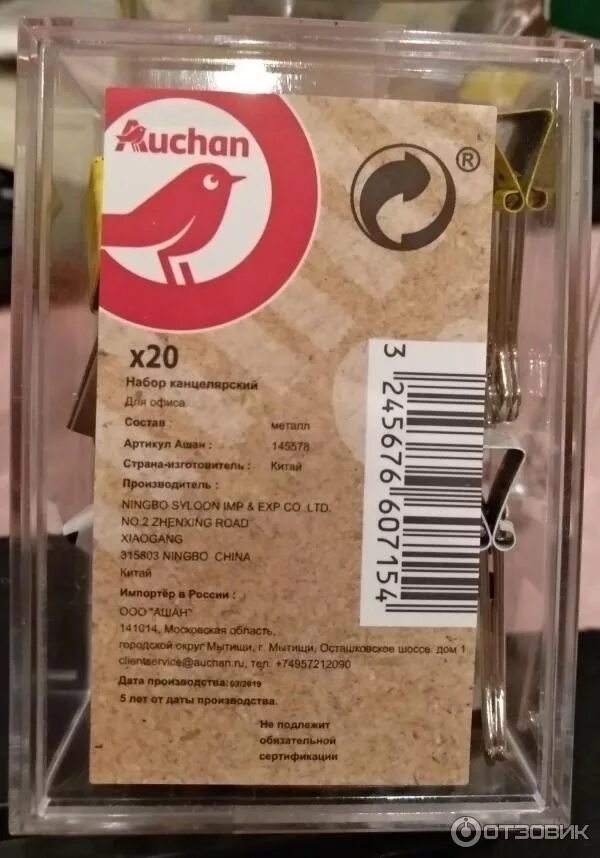 Auchan
®
x20
Набор канцелярский
Для офиса
Состав : металл
Артикул Ашан : 145578
Страна-изготовитель : Китай
Производитель :
NINGBO SYLOON IMP & EXP CO .LTD.
NO.2 ZHENXING ROAD
XIAOGANG
315803 NINGBO CHINA
Китай
Импортёр в России :
ООО "АШАН"
141014, Московская область,
городской округ Мытищи, г. Мытищи, Осташковское шоссе, дом 1
clientservice@auchan.ru, тел. +74957212090
Дата производства: 03/2019
5 лет от даты производства.
Не подлежит
обязательной
сертификации
3 245676 607154
ОТЗОВИК